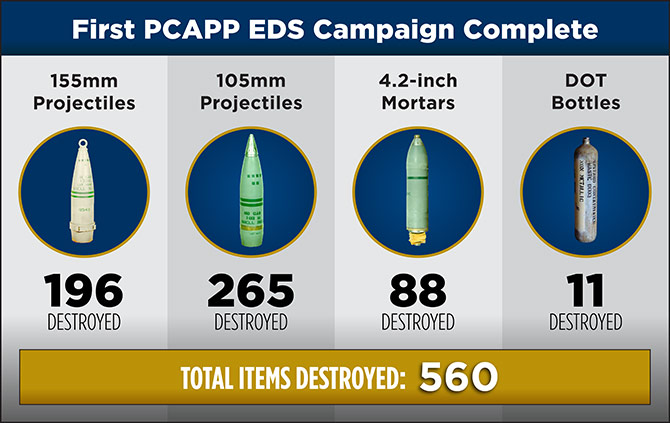 First PCAPP EDS Campaign Complete
155mm
Projectiles
105mm
Projectiles
4.2-inch
Mortars
DOT
Bottles
196
DESTROYED
265
DESTROYED
88
DESTROYED
11
DESTROYED
TOTAL ITEMS DESTROYED: 560